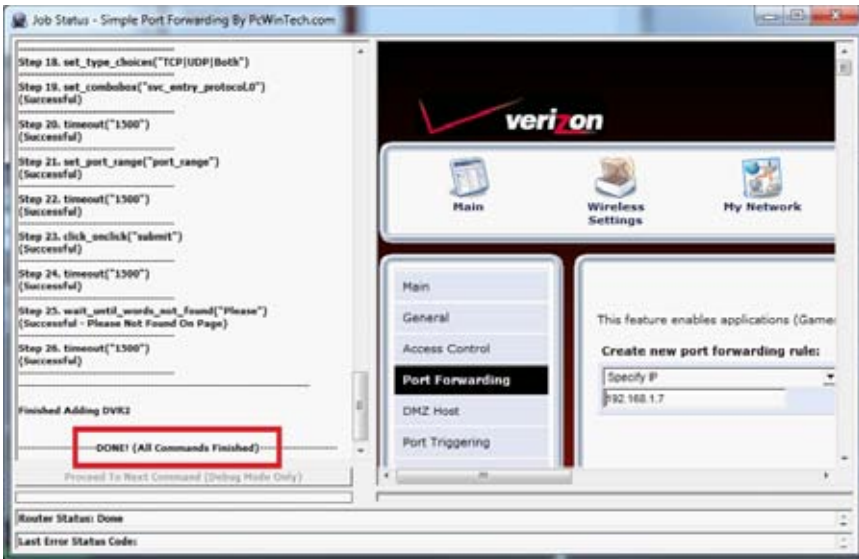 Job Status - Simple Port Forwarding By PcWinTech.com
Step 18. set_type_choices("TCP|UDP|Both")
Step 19. set_combobox("svc_entry_protocol.0")
(Successful)
Step 20. timeout("1500")
(Successful)
Step 21. set_port_range("port_range")
(Successful)
Step 22. timeout("1500")
(Successful)
Step 23. click_onclick("submit")
(Successful)
Step 24. timeout("1500")
(Successful)
Step 25. wait_until_words_not_found("Please")
(Successful - Please Not Found On Page)
Step 26. timeout("1500")
(Successful)
Finished Adding DVR2
DONE! (All Commands Finished)
Proceed To Next Command (Debug Mode Only)
verizon
Main
Wireless Settings
My Network
Main
General
Access Control
Port Forwarding
DMZ Host
Port Triggering
This feature enables applications (Game
Create new port forwarding rule:
Specify IP
192.168.1.7
Router Status: Done
Last Error Status Code: